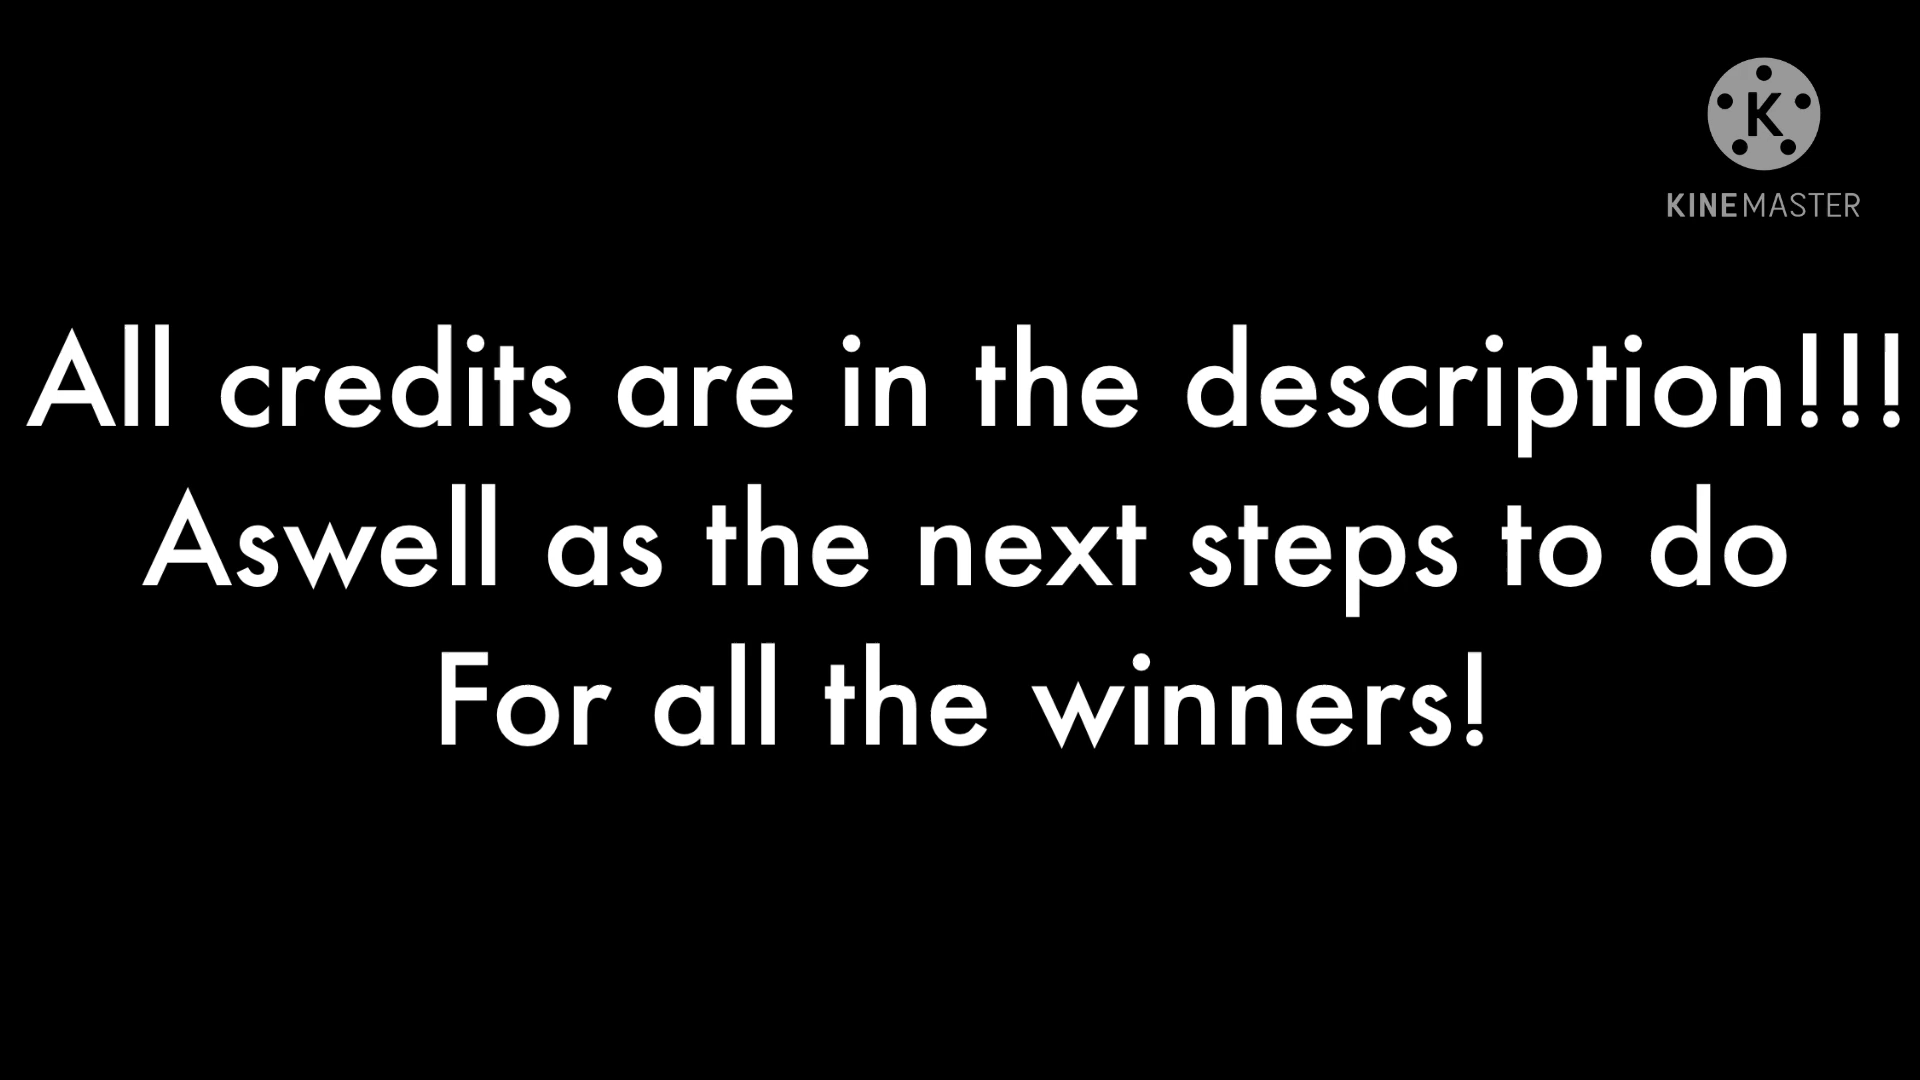 K
KINEMASTER
All credits are in the description!!!
Aswell as the next steps to do
For all the winners!